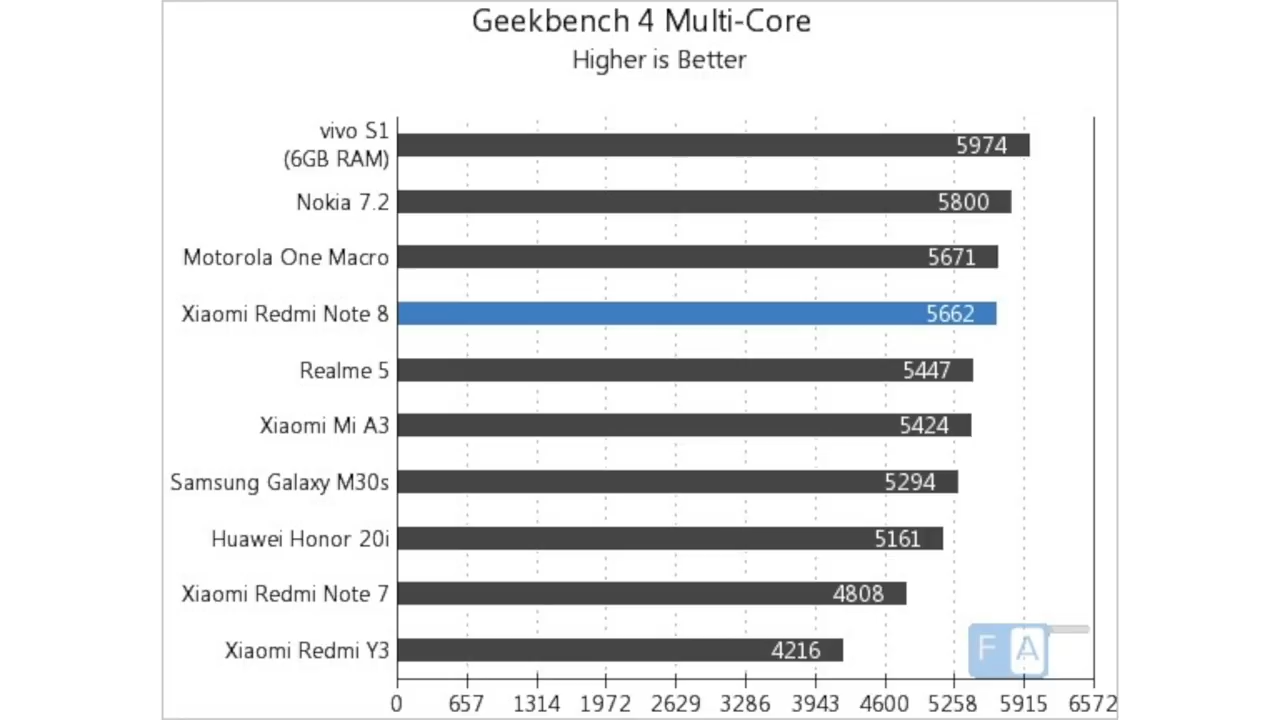 Geekbench 4 Multi-Core
Higher is Better
vivo S1
(6GB RAM)
5974
Nokia 7.2
5800
Motorola One Macro
5671
Xiaomi Redmi Note 8
5662
Realme 5
5447
Xiaomi Mi A3
5424
Samsung Galaxy M30s
5294
Huawei Honor 20i
5161
Xiaomi Redmi Note 7
4808
Xiaomi Redmi Y3
4216
F A
0 657 1314 1972 2629 3286 3943 4600 5258 5915 6572